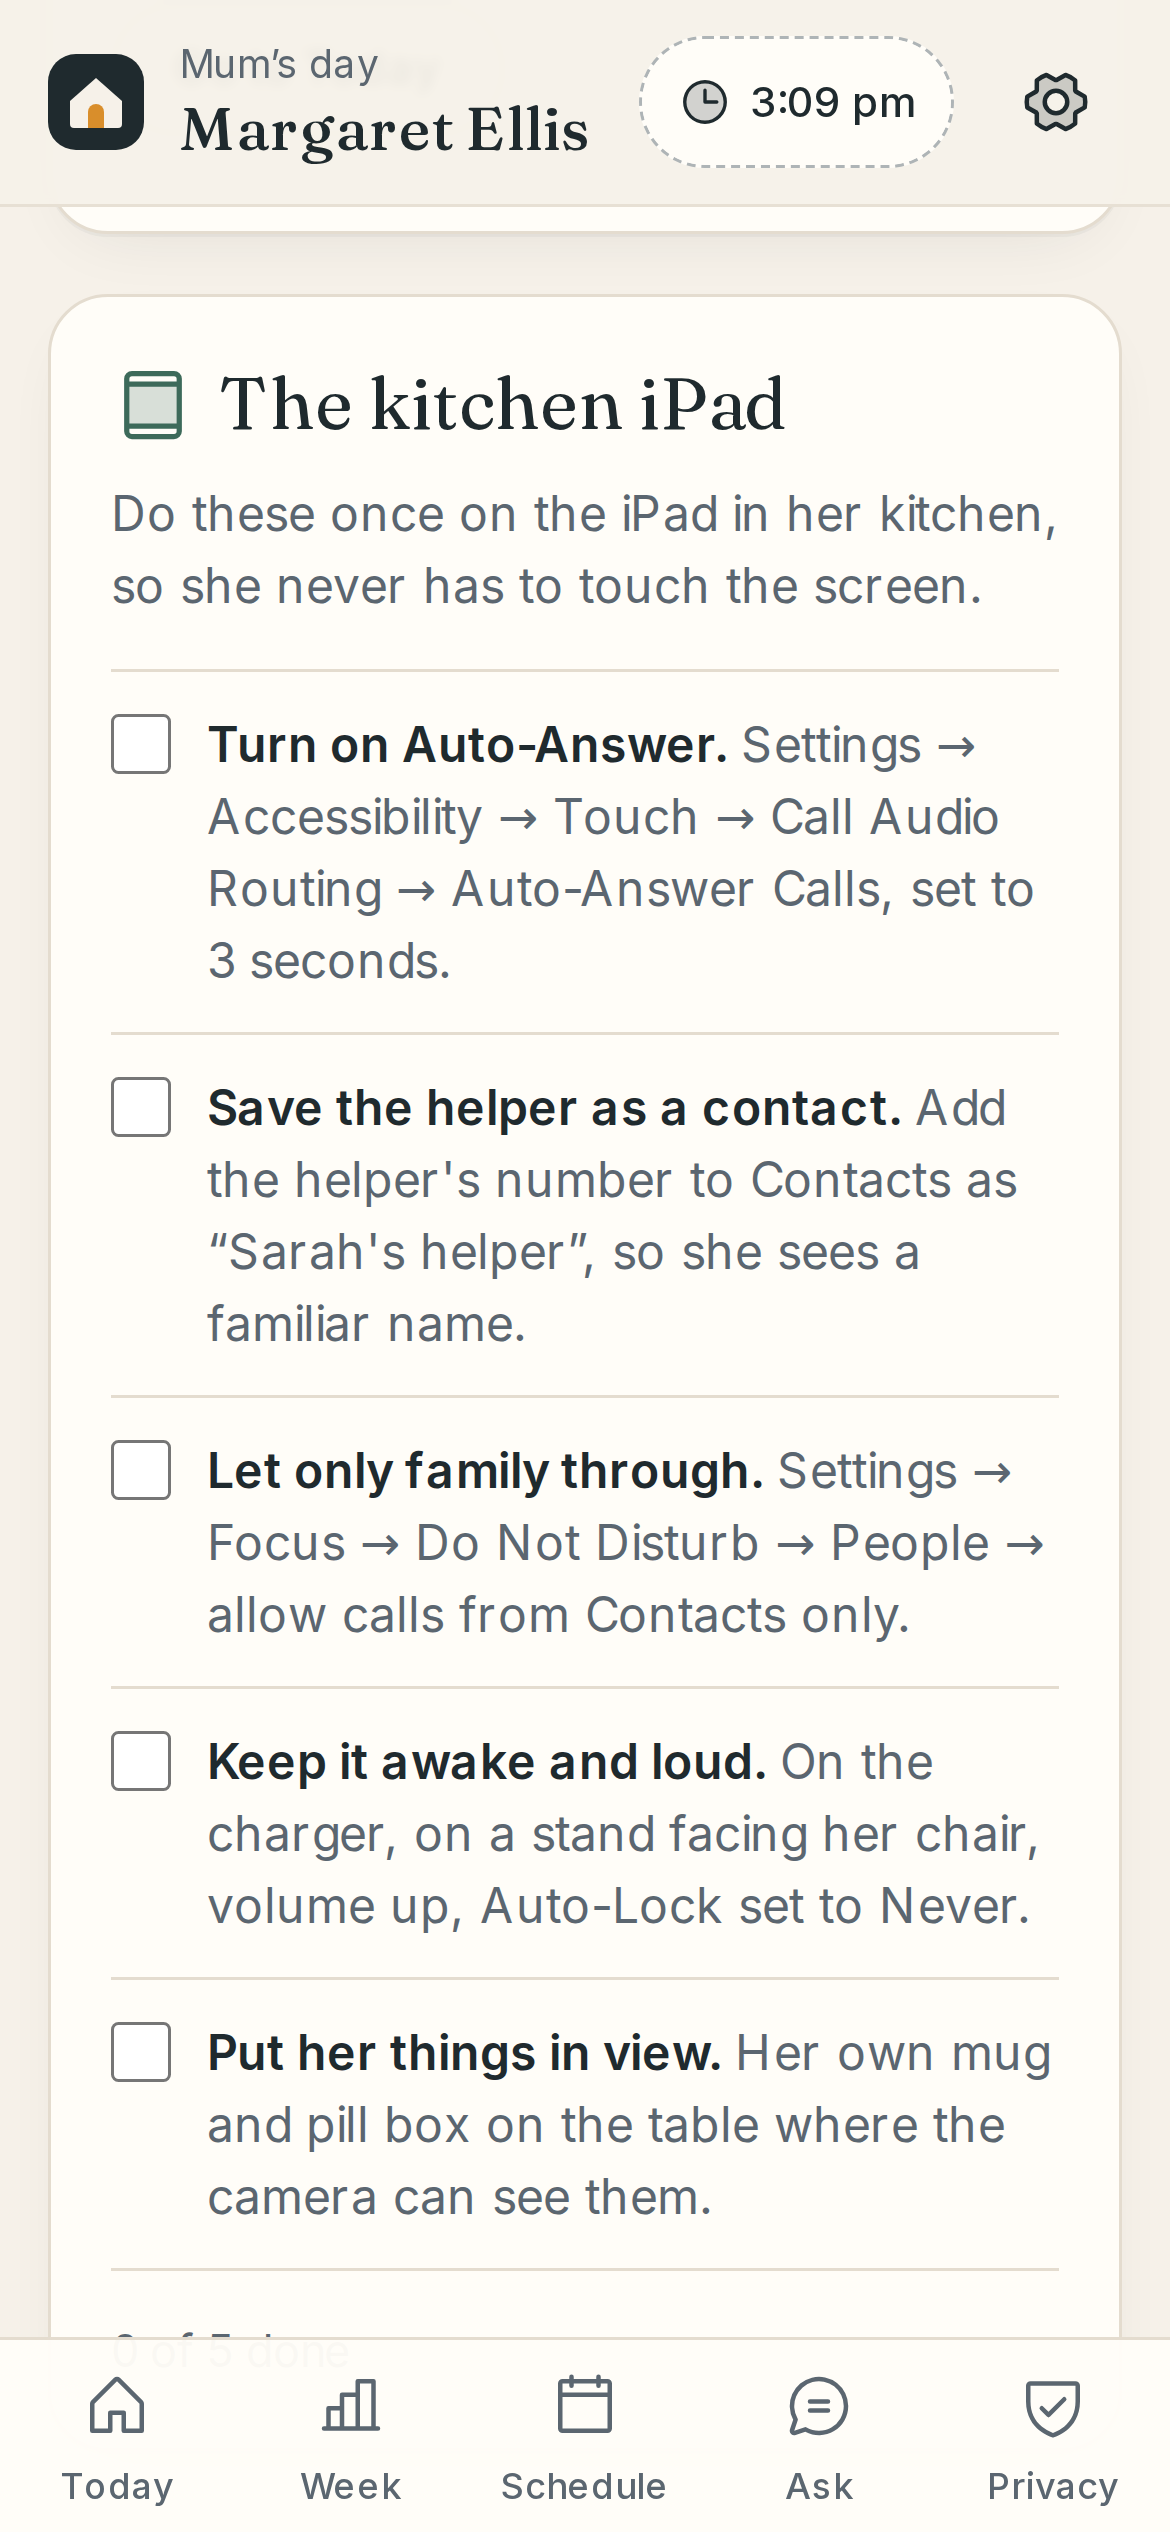 Mum’s day
Margaret Ellis
3:09 pm
The kitchen iPad
Do these once on the iPad in her kitchen,
so she never has to touch the screen.
Turn on Auto-Answer. Settings →
Accessibility → Touch → Call Audio
Routing → Auto-Answer Calls, set to
3 seconds.
Save the helper as a contact. Add
the helper's number to Contacts as
“Sarah's helper”, so she sees a
familiar name.
Let only family through. Settings →
Focus → Do Not Disturb → People →
allow calls from Contacts only.
Keep it awake and loud. On the
charger, on a stand facing her chair,
volume up, Auto-Lock set to Never.
Put her things in view. Her own mug
and pill box on the table where the
camera can see them.
0 of 5 done
Today
Week
Schedule
Ask
Privacy